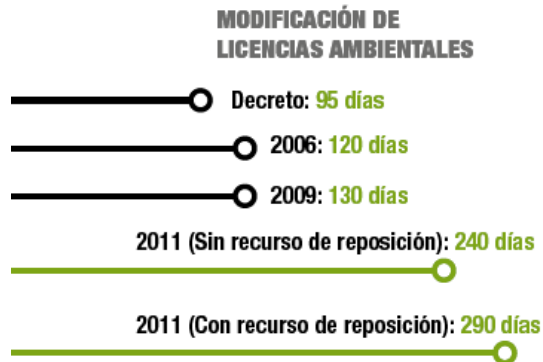 MODIFICACIÓN DE
LICENCIAS AMBIENTALES
Decreto: 95 días
2006: 120 días
2009: 130 días
2011 (Sin recurso de reposición): 240 días
2011 (Con recurso de reposición): 290 días